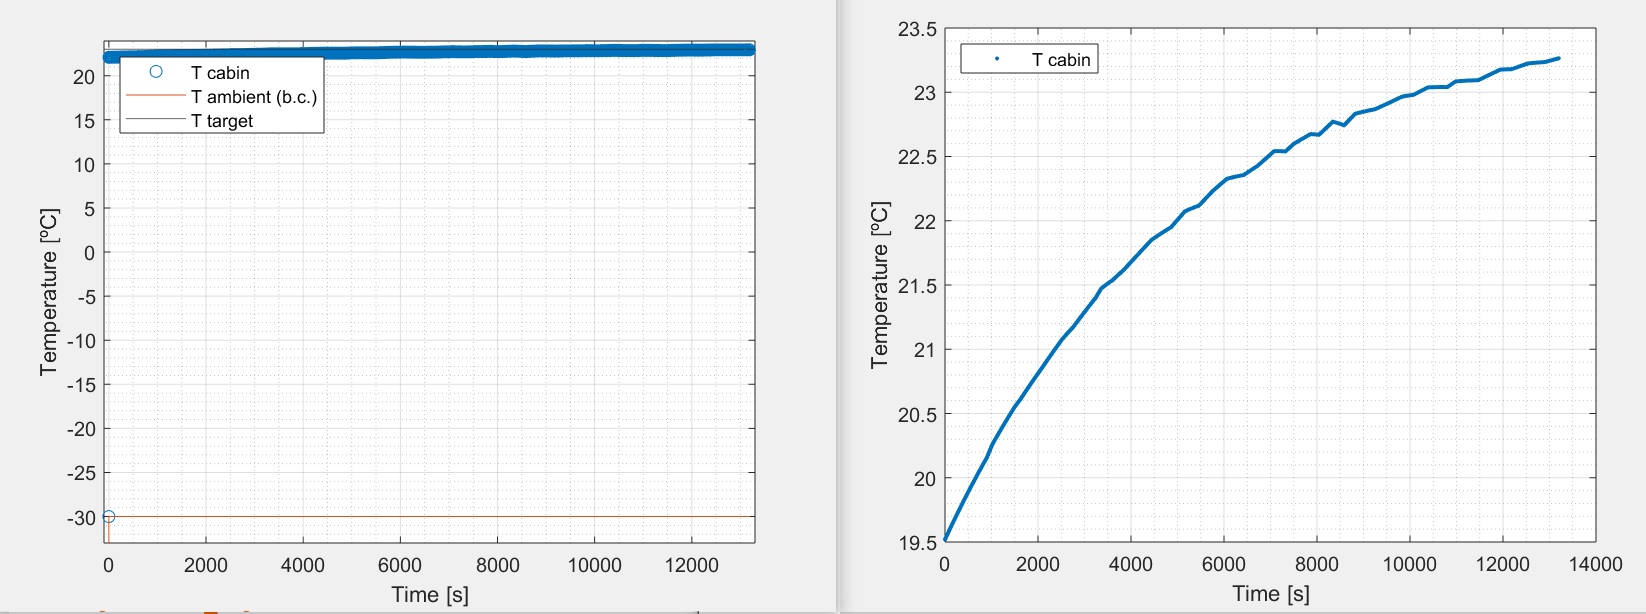 20
15
10
5
0
-5
-10
-15
-20
-25
-30
Temperature [ºC]
T cabin
T ambient (b.c.)
T target
0 2000 4000 6000 8000 10000 12000
Time [s]
23.5
23
22.5
22
21.5
21
20.5
20
19.5
Temperature [ºC]
T cabin
0 2000 4000 6000 8000 10000 12000 14000
Time [s]